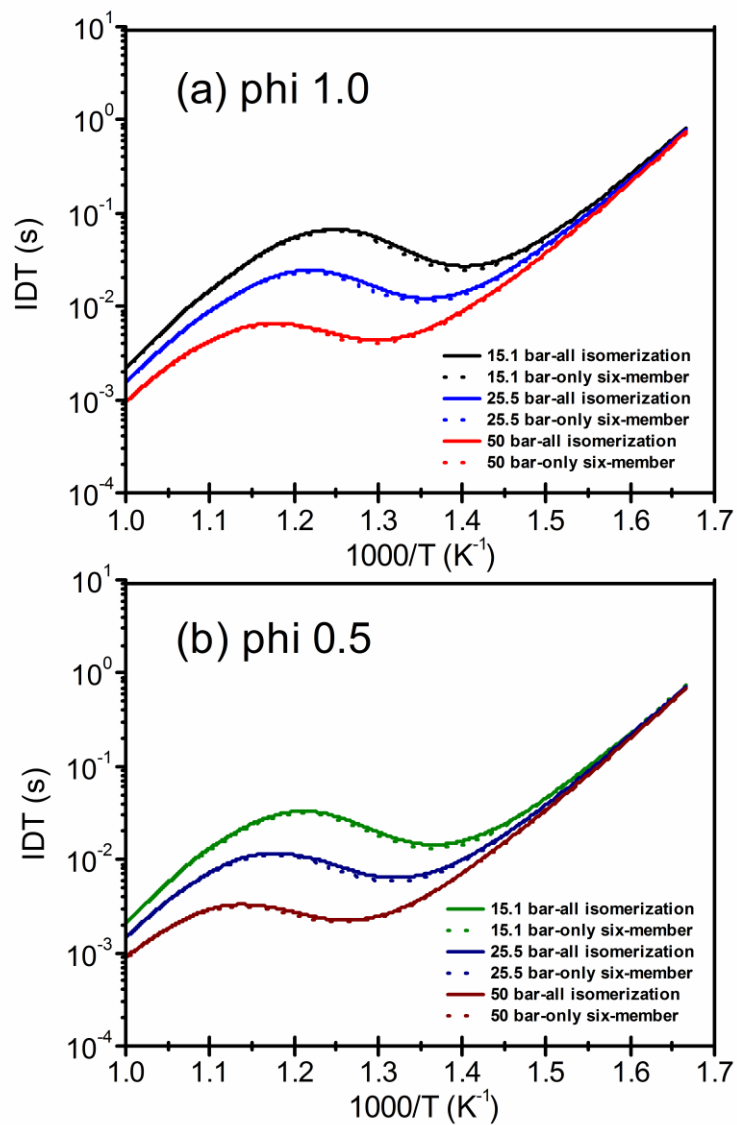 (a) phi 1.0
IDT (s)
10¹
10⁰
10⁻¹
10⁻²
10⁻³
10⁻⁴
15.1 bar-all isomerization
15.1 bar-only six-member
25.5 bar-all isomerization
25.5 bar-only six-member
50 bar-all isomerization
50 bar-only six-member
1.0 1.1 1.2 1.3 1.4 1.5 1.6 1.7
1000/T (K⁻¹)
(b) phi 0.5
IDT (s)
10¹
10⁰
10⁻¹
10⁻²
10⁻³
10⁻⁴
15.1 bar-all isomerization
15.1 bar-only six-member
25.5 bar-all isomerization
25.5 bar-only six-member
50 bar-all isomerization
50 bar-only six-member
1.0 1.1 1.2 1.3 1.4 1.5 1.6 1.7
1000/T (K⁻¹)